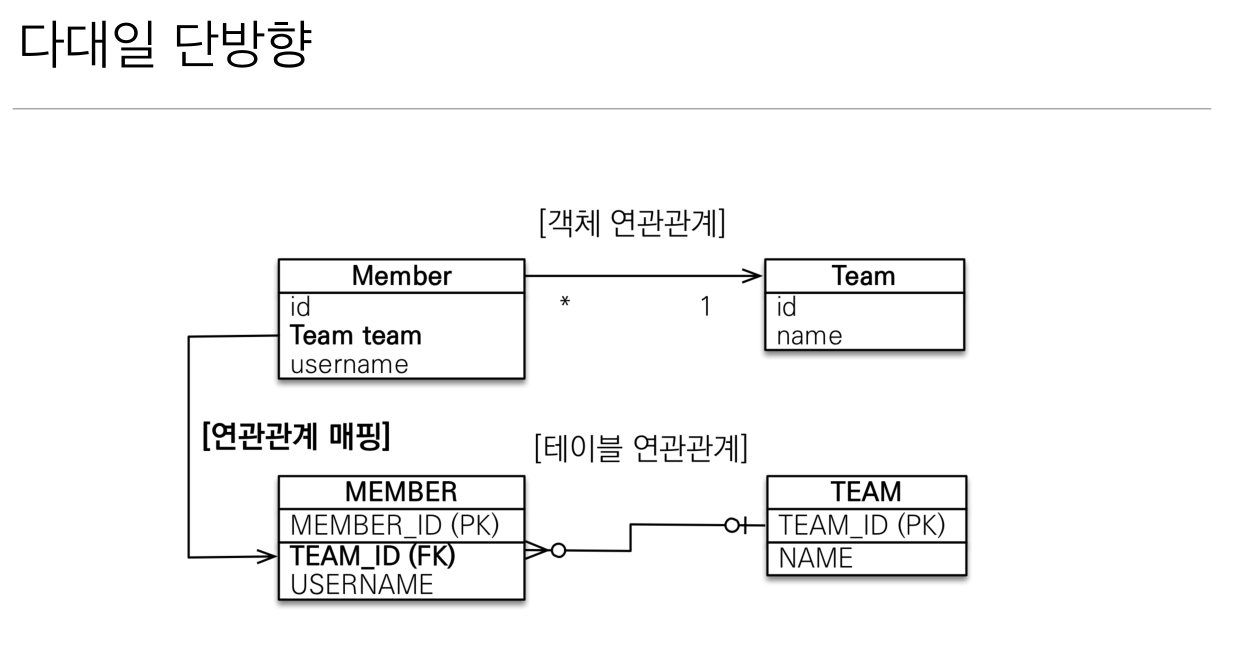 다대일 단방향
[객체 연관관계]
Member
id
Team team
username
* 1
Team
id
name
[연관관계 매핑]
[테이블 연관관계]
MEMBER
MEMBER_ID (PK)
TEAM_ID (FK)
USERNAME
TEAM
TEAM_ID (PK)
NAME